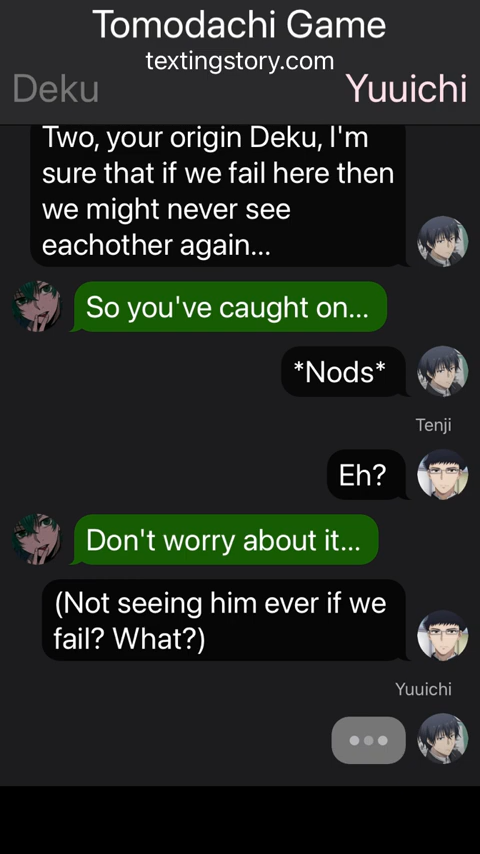 Tomodachi Game
textingstory.com
Deku
Yuuichi
Two, your origin Deku, I'm
sure that if we fail here then
we might never see
eachother again...
So you've caught on...
*Nods*
Tenji
Eh?
Don't worry about it...
(Not seeing him ever if we
fail? What?)
Yuuichi